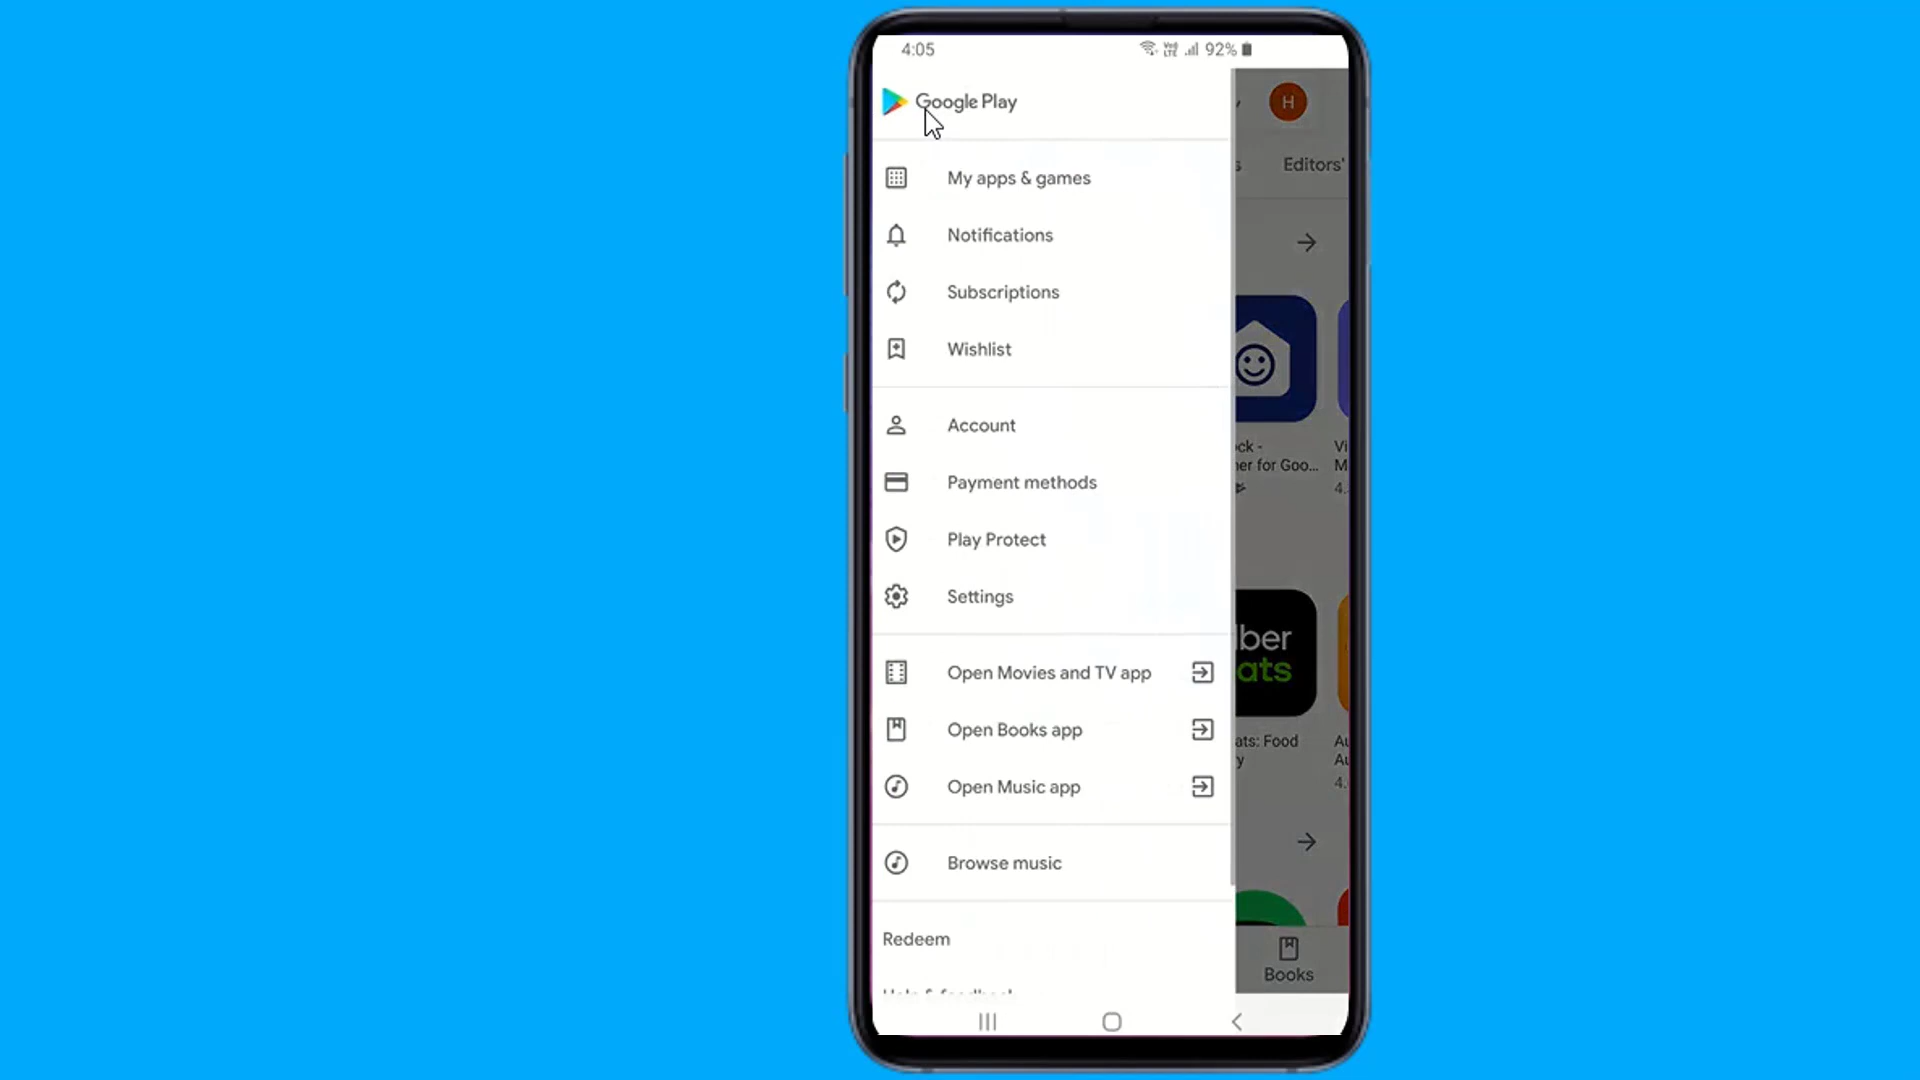 4:05
92%
Google Play
H
My apps & games
Editors'
Notifications
Subscriptions
Wishlist
Account
Payment methods
Play Protect
Settings
Open Movies and TV app
Open Books app
Open Music app
Browse music
Redeem
Books